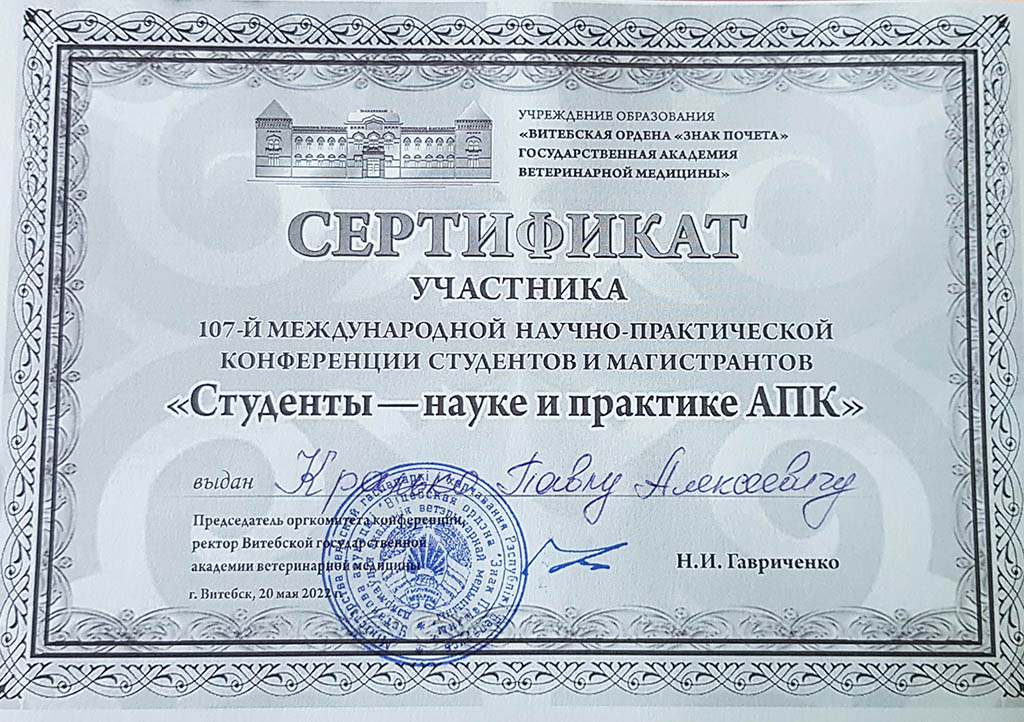 УЧРЕЖДЕНИЕ ОБРАЗОВАНИЯ
«ВИТЕБСКАЯ ОРДЕНА «ЗНАК ПОЧЕТА»
ГОСУДАРСТВЕННАЯ АКАДЕМИЯ
ВЕТЕРИНАРНОЙ МЕДИЦИНЫ»
СЕРТИФИКАТ
УЧАСТНИКА
107-Й МЕЖДУНАРОДНОЙ НАУЧНО-ПРАКТИЧЕСКОЙ
КОНФЕРЕНЦИИ СТУДЕНТОВ И МАГИСТРАНТОВ
«Студенты — науке и практике АПК»
выдан Павлу Алексеевичу
Председатель оргкомитета конференции,
ректор Витебской государственной
академии ветеринарной медицины
Н.И. Гавриченко
г. Витебск, 20 мая 2022 г.